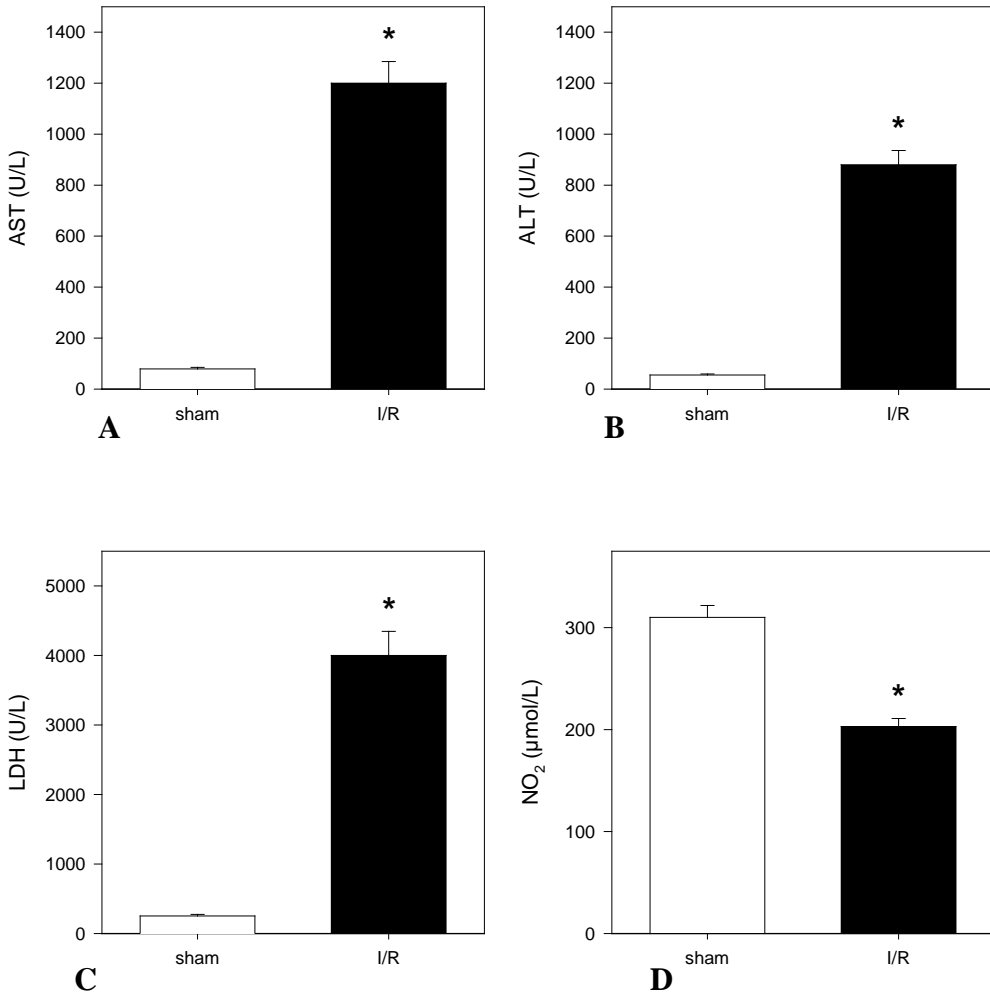 AST (U/L)
1400
1200
1000
800
600
400
200
0
*
sham I/R
A
ALT (U/L)
1400
1200
1000
800
600
400
200
0
*
sham I/R
B
LDH (U/L)
5000
4000
3000
2000
1000
0
*
sham I/R
C
NO₂ (µmol/L)
300
200
100
0
*
sham I/R
D